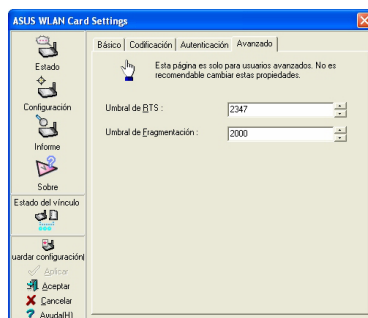 ASUS WLAN Card Settings
Estado
Configuración
Informe
Sobre
Estado del vínculo
uardar configuración(
Aplicar
Aceptar
Cancelar
Ayuda(H)
Básico
Codificación
Autenticación
Avanzado
Esta página es solo para usuarios avanzados. No es
recomendable cambiar estas propiedades.
Umbral de RTS :
2347
Umbral de Fragmentación :
2000